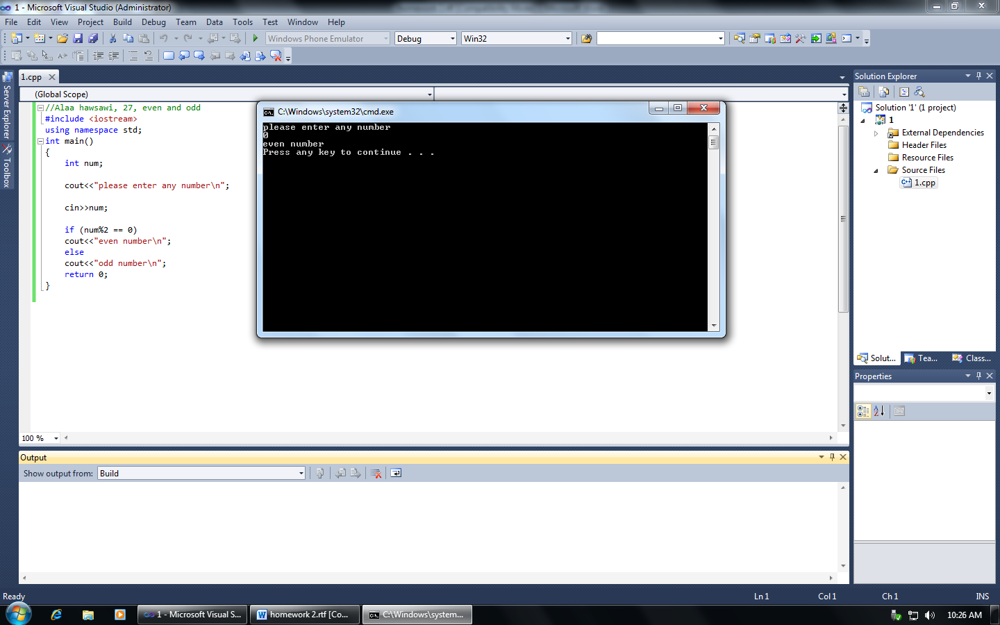 1 - Microsoft Visual Studio (Administrator)
File Edit View Project Build Debug Team Data Tools Test Window Help
Windows Phone Emulator Debug Win32
1.cpp
(Global Scope)
Server Explorer
Toolbox
//Alaa hawsawi, 27, even and odd
#include <iostream>
using namespace std;
int main()
{
int num;
cout<<"please enter any number\n";
cin>>num;
if (num%2 == 0)
cout<<"even number\n";
else
cout<<"odd number\n";
return 0;
}
100 %
C:\Windows\system32\cmd.exe
please enter any number
0
even number
Press any key to continue . . .
Solution Explorer
Solution '1' (1 project)
1
External Dependencies
Header Files
Resource Files
Source Files
1.cpp
Solut... Tea... Class...
Properties
Output
Show output from: Build
Ready Ln 1 Col 1 Ch 1 INS
1 - Microsoft Visual S... homework 2.rtf [Co... C:\Windows\system... 10:26 AM